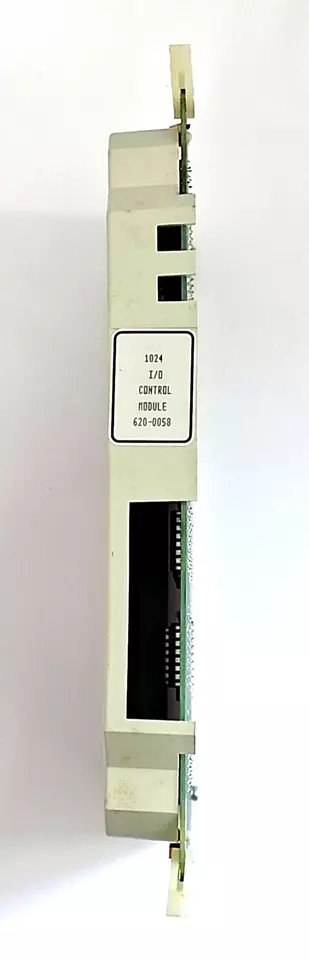 1024
I/O
CONTROL
MODULE
620-0058